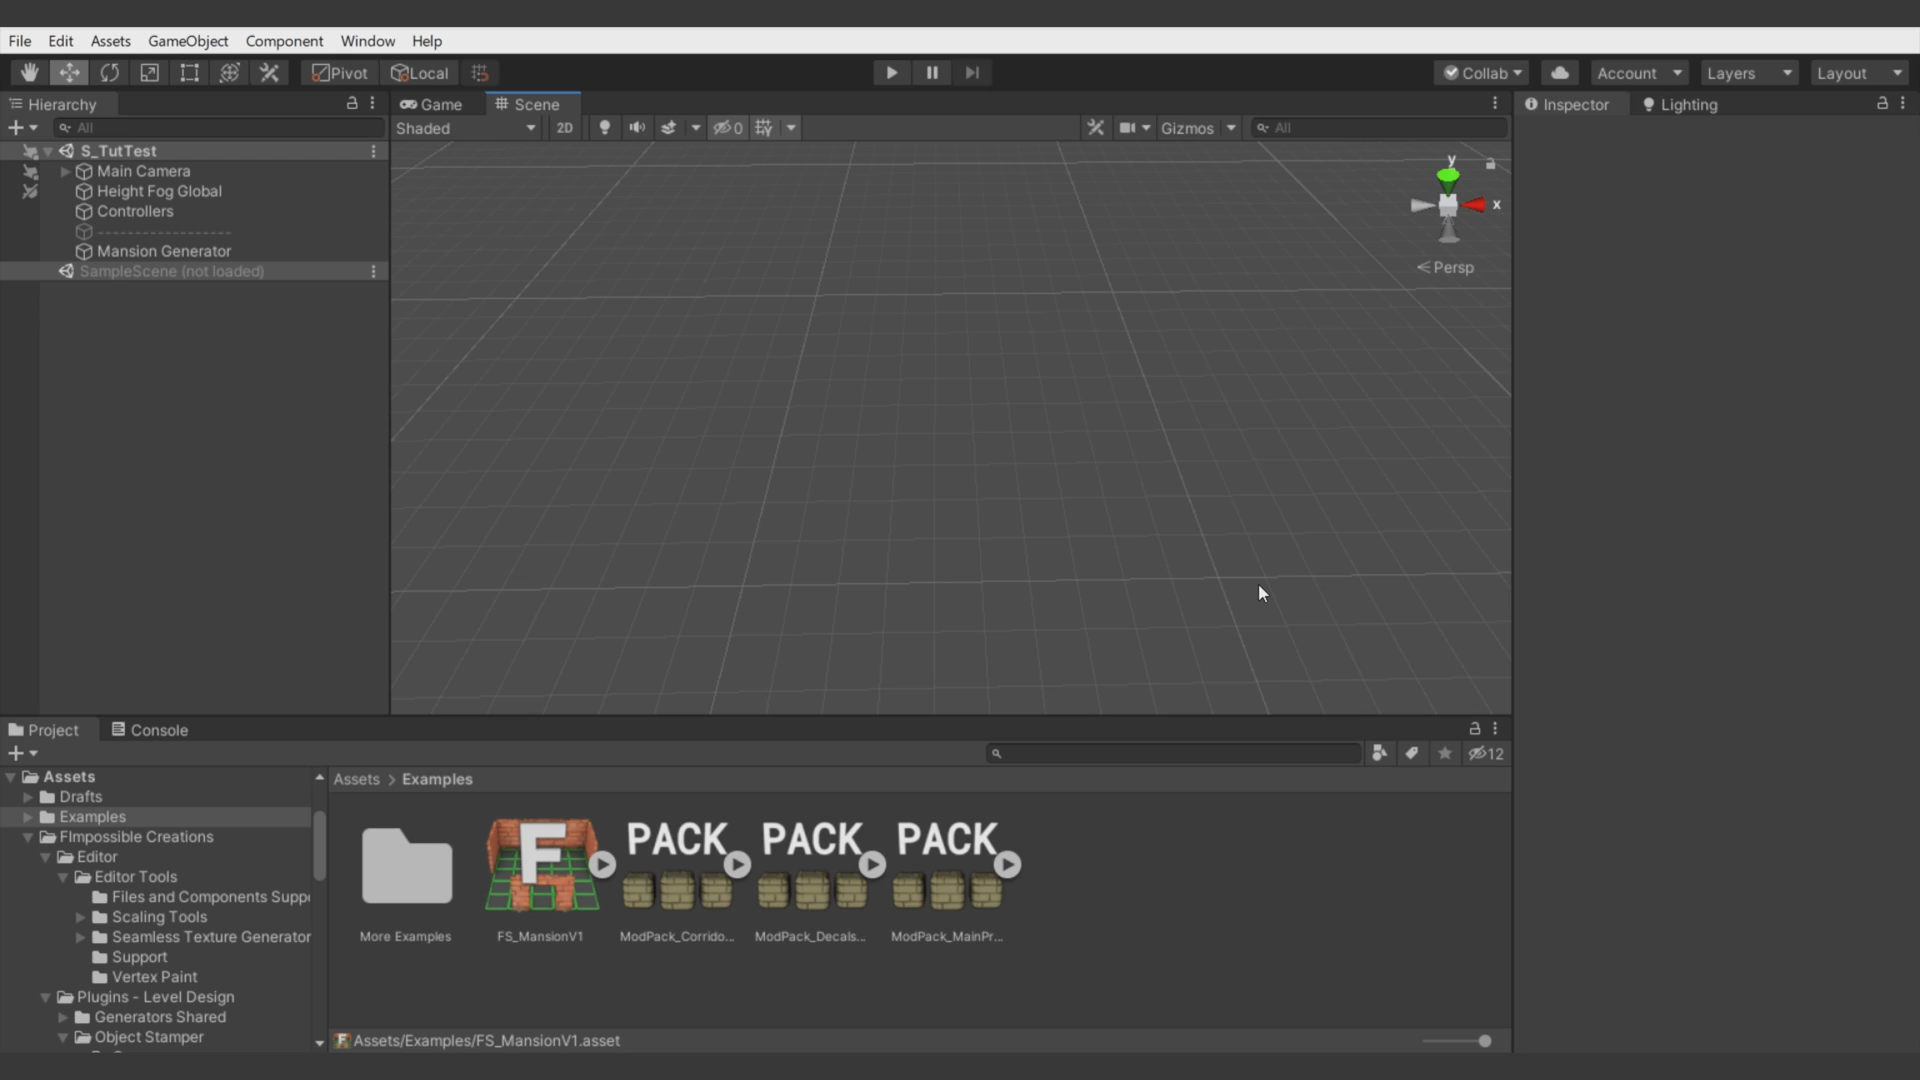 File Edit Assets GameObject Component Window Help
Pivot Local Collab Account Layers Layout
Hierarchy Game Scene Inspector Lighting
All Shaded 2D 0 Gizmos All
S_TutTest
Main Camera
Height Fog Global
Controllers
------------------
Mansion Generator
SampleScene (not loaded)
y
x
Persp
Project Console
12
Assets
Drafts
Examples
FImpossible Creations
Editor
Editor Tools
Files and Components Supp
Scaling Tools
Seamless Texture Generator
Support
Vertex Paint
Plugins - Level Design
Generators Shared
Object Stamper
Assets > Examples
F PACK PACK PACK
More Examples FS_MansionV1 ModPack_Corrido... ModPack_Decals... ModPack_MainPr...
Assets/Examples/FS_MansionV1.asset